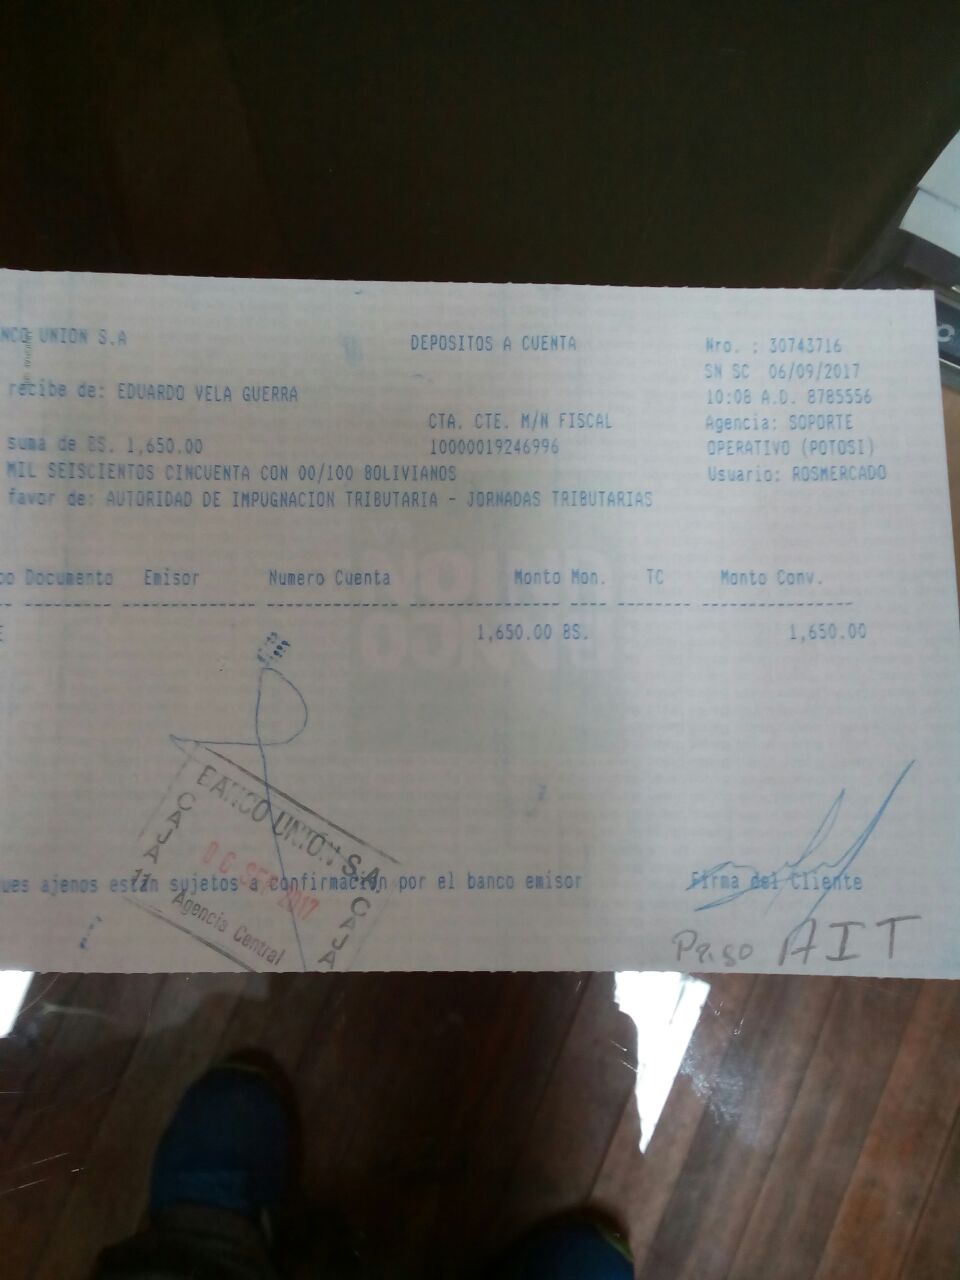 NCO UNION S.A
DEPOSITOS A CUENTA
Nro. : 30743716
SN SC 06/09/2017
recibe de: EDUARDO VELA GUERRA
10:08 A.D. 8785556
CTA. CTE. M/N FISCAL
Agencia: SOPORTE
suma de BS. 1,650.00
10000019246996
OPERATIVO (POTOSI)
MIL SEISCIENTOS CINCUENTA CON 00/100 BOLIVIANOS
Usuario: ROSMERCADO
favor de: AUTORIDAD DE IMPUGNACION TRIBUTARIA - JORNADAS TRIBUTARIAS
po Documento Emisor Numero Cuenta Monto Mon. TC Monto Conv.
E 1,650.00 BS. 1,650.00
UNION
BANCO UNIÓN S.A.
CAJA
11
06 SEP 2017
Agencia Central
CAJA
ques ajenos están sujetos a confirmación por el banco emisor
Firma del Cliente
Pago AIT